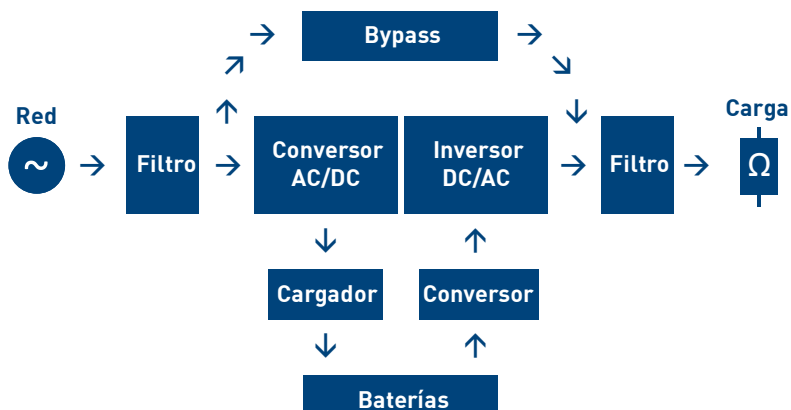 Bypass
Red
Carga
~
Filtro
Conversor
AC/DC
Inversor
DC/AC
Filtro
Ω
Cargador
Conversor
Baterías